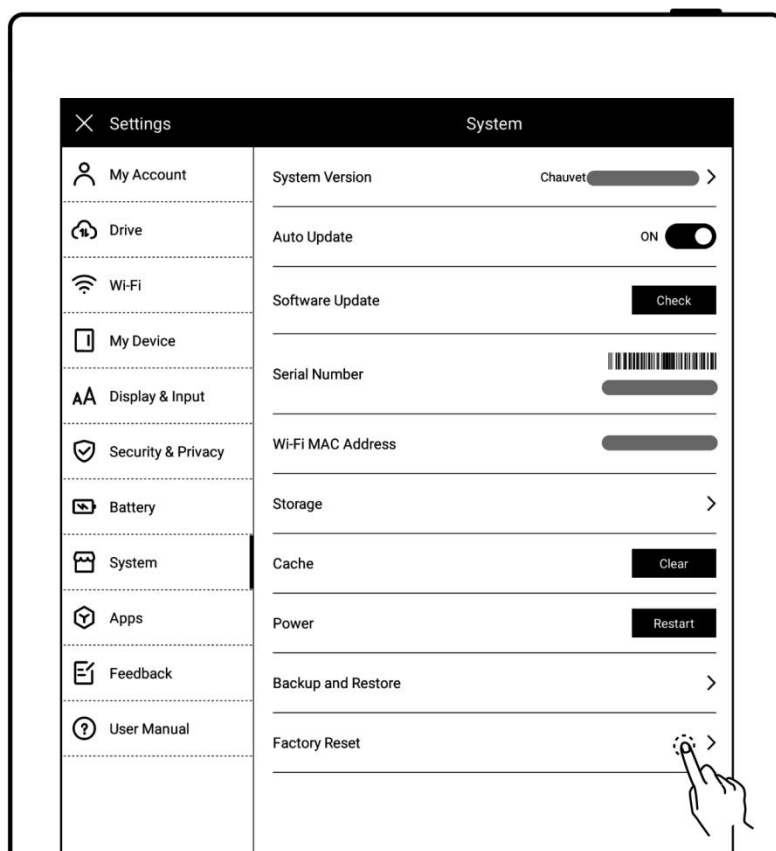 Settings
System
My Account
Drive
Wi-Fi
My Device
AA Display & Input
Security & Privacy
Battery
System
Apps
Feedback
User Manual
System Version Chauvet
Auto Update ON
Software Update Check
Serial Number
Wi-Fi MAC Address
Storage
Cache Clear
Power Restart
Backup and Restore
Factory Reset